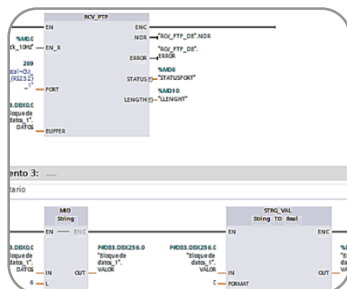 RCV_PTP
EN
ENO
NDR
"RCV_PTP_DB".NDR
%M0.0
ck_10Hz"
EN_R
"RCV_PTP_DB".
ERROR
ERROR
269
(RS232)
PORT
%MD6
STATUS
"STATUSPORT"
%MD10
LENGTH
"LLENGHT"
"Bloque de
datos_1".
DATOS
BUFFER
ento 3:
tario
MID
String
EN
ENO
STRG_VAL
String TO Real
EN
ENO
P#DB3.DBX256.0
"Bloque de
datos_1".
VALOR
IN
OUT
6
L
P#DB3.DBX256.0
"Bloque de
datos_1".
VALOR
IN
OUT
FORMAT
"Bloque de
datos_1".
DATOS